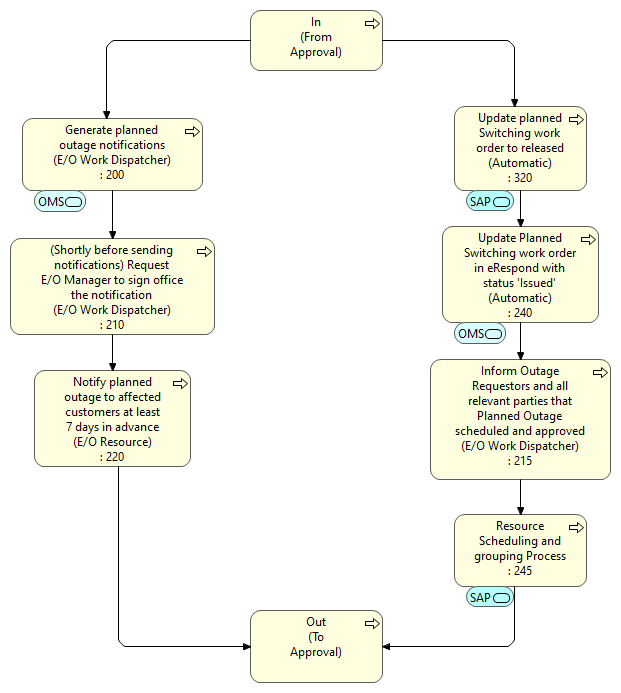 In
(From
Approval)
Generate planned
outage notifications
(E/O Work Dispatcher)
: 200
OMS
(Shortly before sending
notifications) Request
E/O Manager to sign office
the notification
(E/O Work Dispatcher)
: 210
Notify planned
outage to affected
customers at least
7 days in advance
(E/O Resource)
: 220
Update planned
Switching work
order to released
(Automatic)
: 320
SAP
Update Planned
Switching work order
in eRespond with
status 'Issued'
(Automatic)
: 240
OMS
Inform Outage
Requestors and all
relevant parties that
Planned Outage
scheduled and approved
(E/O Work Dispatcher)
: 215
Resource
Scheduling and
grouping Process
: 245
SAP
Out
(To
Approval)